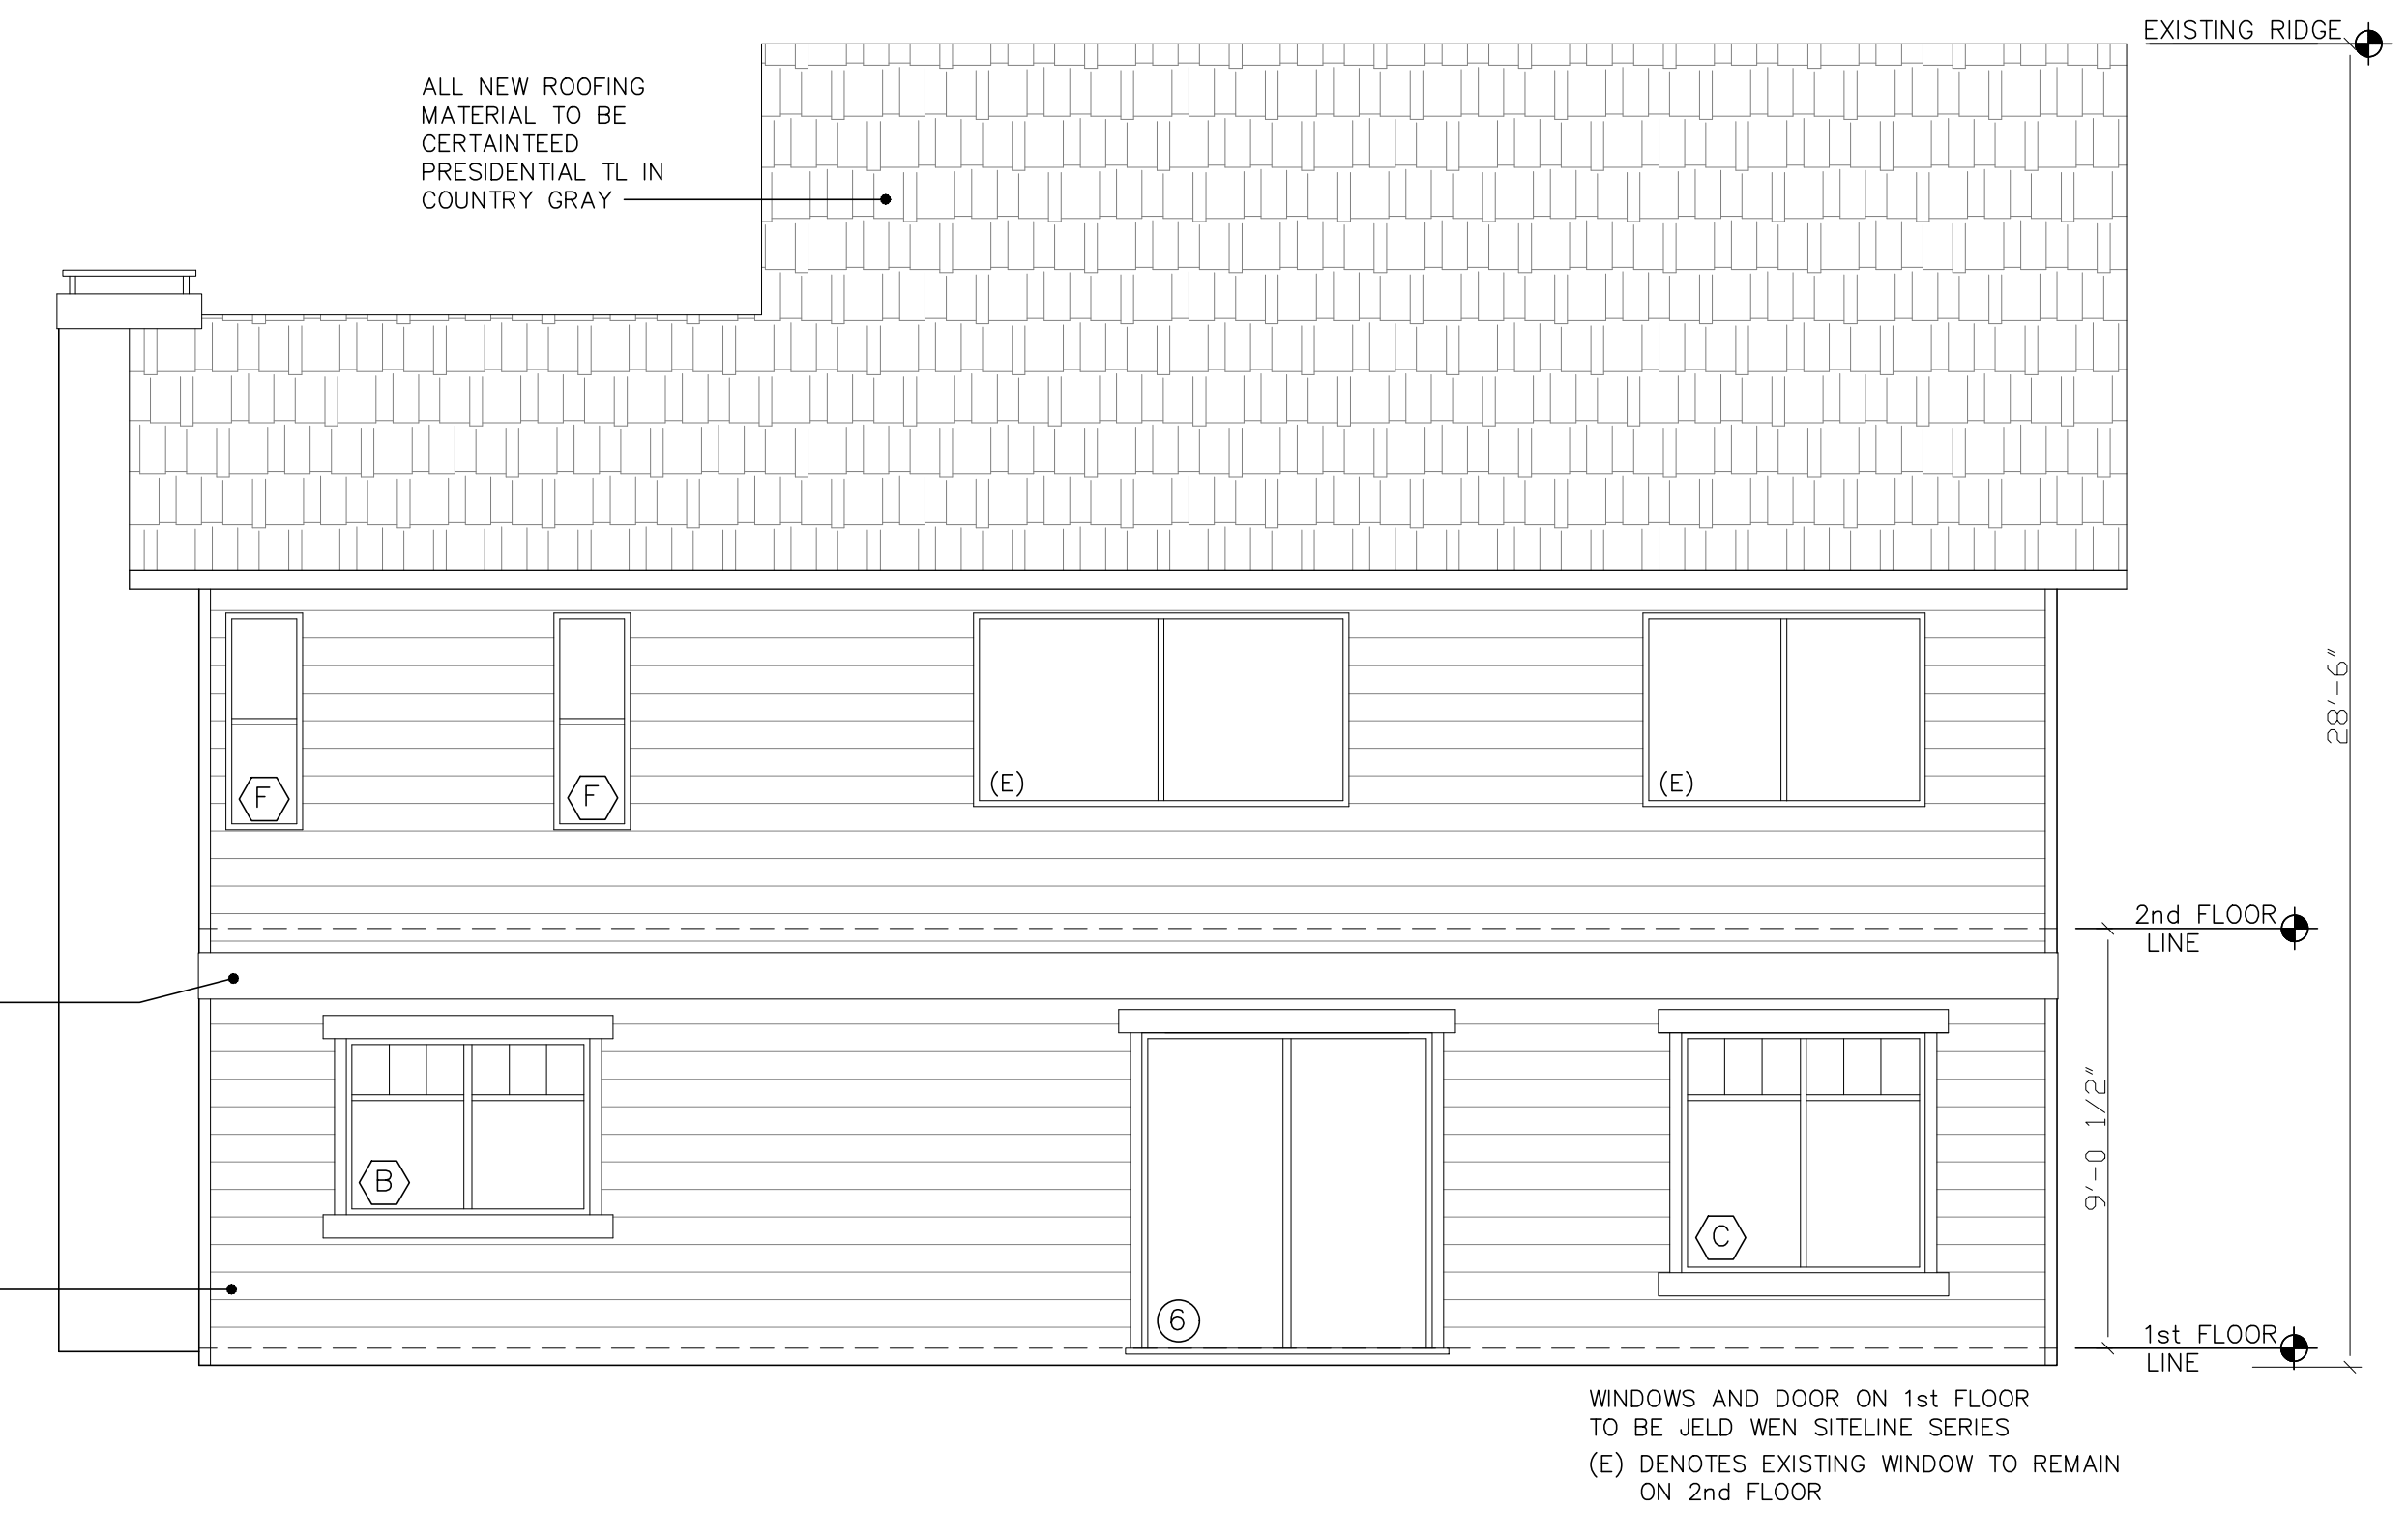 EXISTING RIDGE
ALL NEW ROOFING
MATERIAL TO BE
CERTAINTEED
PRESIDENTIAL TL IN
COUNTRY GRAY
28'-6"
F
F
(E)
(E)
2nd FLOOR
LINE
9'-0 1/2"
B
C
6
1st FLOOR
LINE
WINDOWS AND DOOR ON 1st FLOOR
TO BE JELD WEN SITELINE SERIES
(E) DENOTES EXISTING WINDOW TO REMAIN
ON 2nd FLOOR